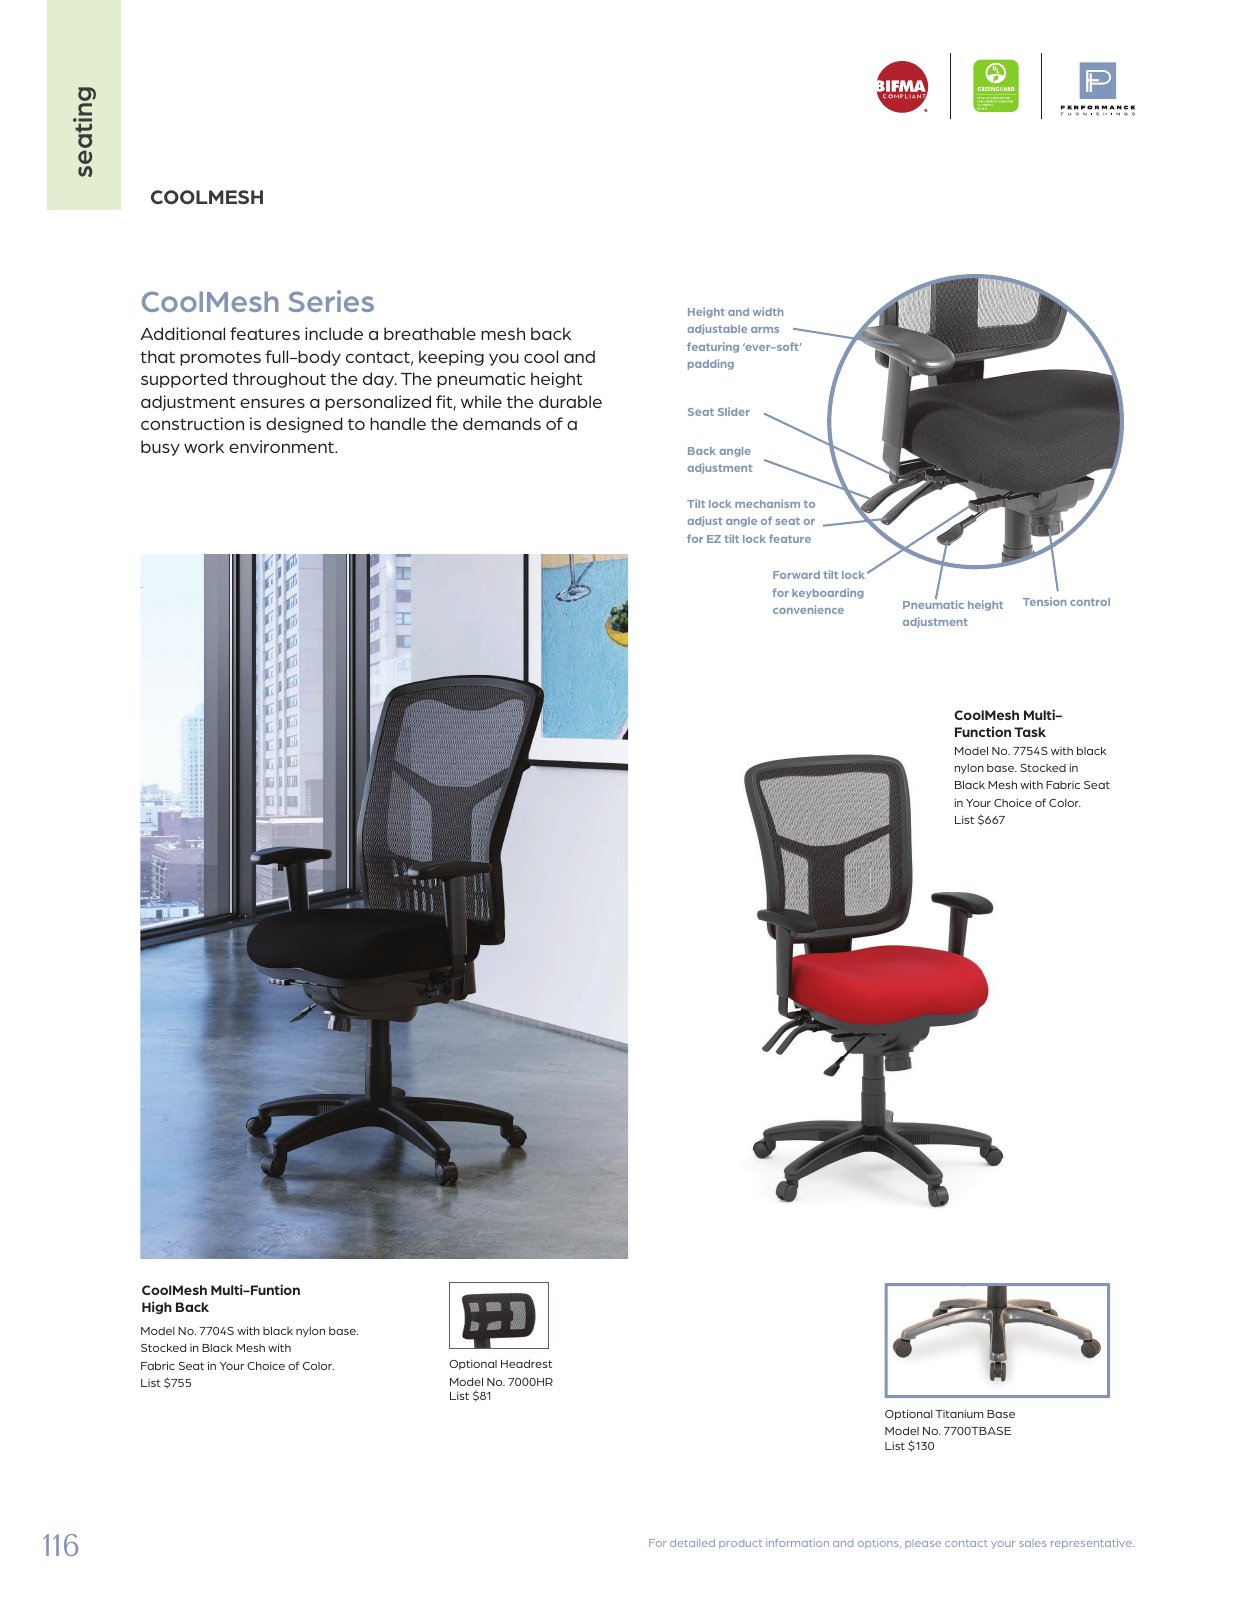 seating
BIFMA
COMPLIANT
GREENGUARD
PERFORMANCE
FURNISHINGS
COOLMESH
CoolMesh Series
Additional features include a breathable mesh back
that promotes full-body contact, keeping you cool and
supported throughout the day. The pneumatic height
adjustment ensures a personalized fit, while the durable
construction is designed to handle the demands of a
busy work environment.
Height and width
adjustable arms
featuring ‘ever-soft’
padding
Seat Slider
Back angle
adjustment
Tilt lock mechanism to
adjust angle of seat or
for EZ tilt lock feature
Forward tilt lock
for keyboarding
convenience
Pneumatic height
adjustment
Tension control
CoolMesh Multi-
Function Task
Model No. 7754S with black
nylon base. Stocked in
Black Mesh with Fabric Seat
in Your Choice of Color.
List $667
CoolMesh Multi-Funtion
High Back
Model No. 7704S with black nylon base.
Stocked in Black Mesh with
Fabric Seat in Your Choice of Color.
List $755
Optional Headrest
Model No. 7000HR
List $81
Optional Titanium Base
Model No. 7700TBASE
List $130
116
For detailed product information and options, please contact your sales representative.